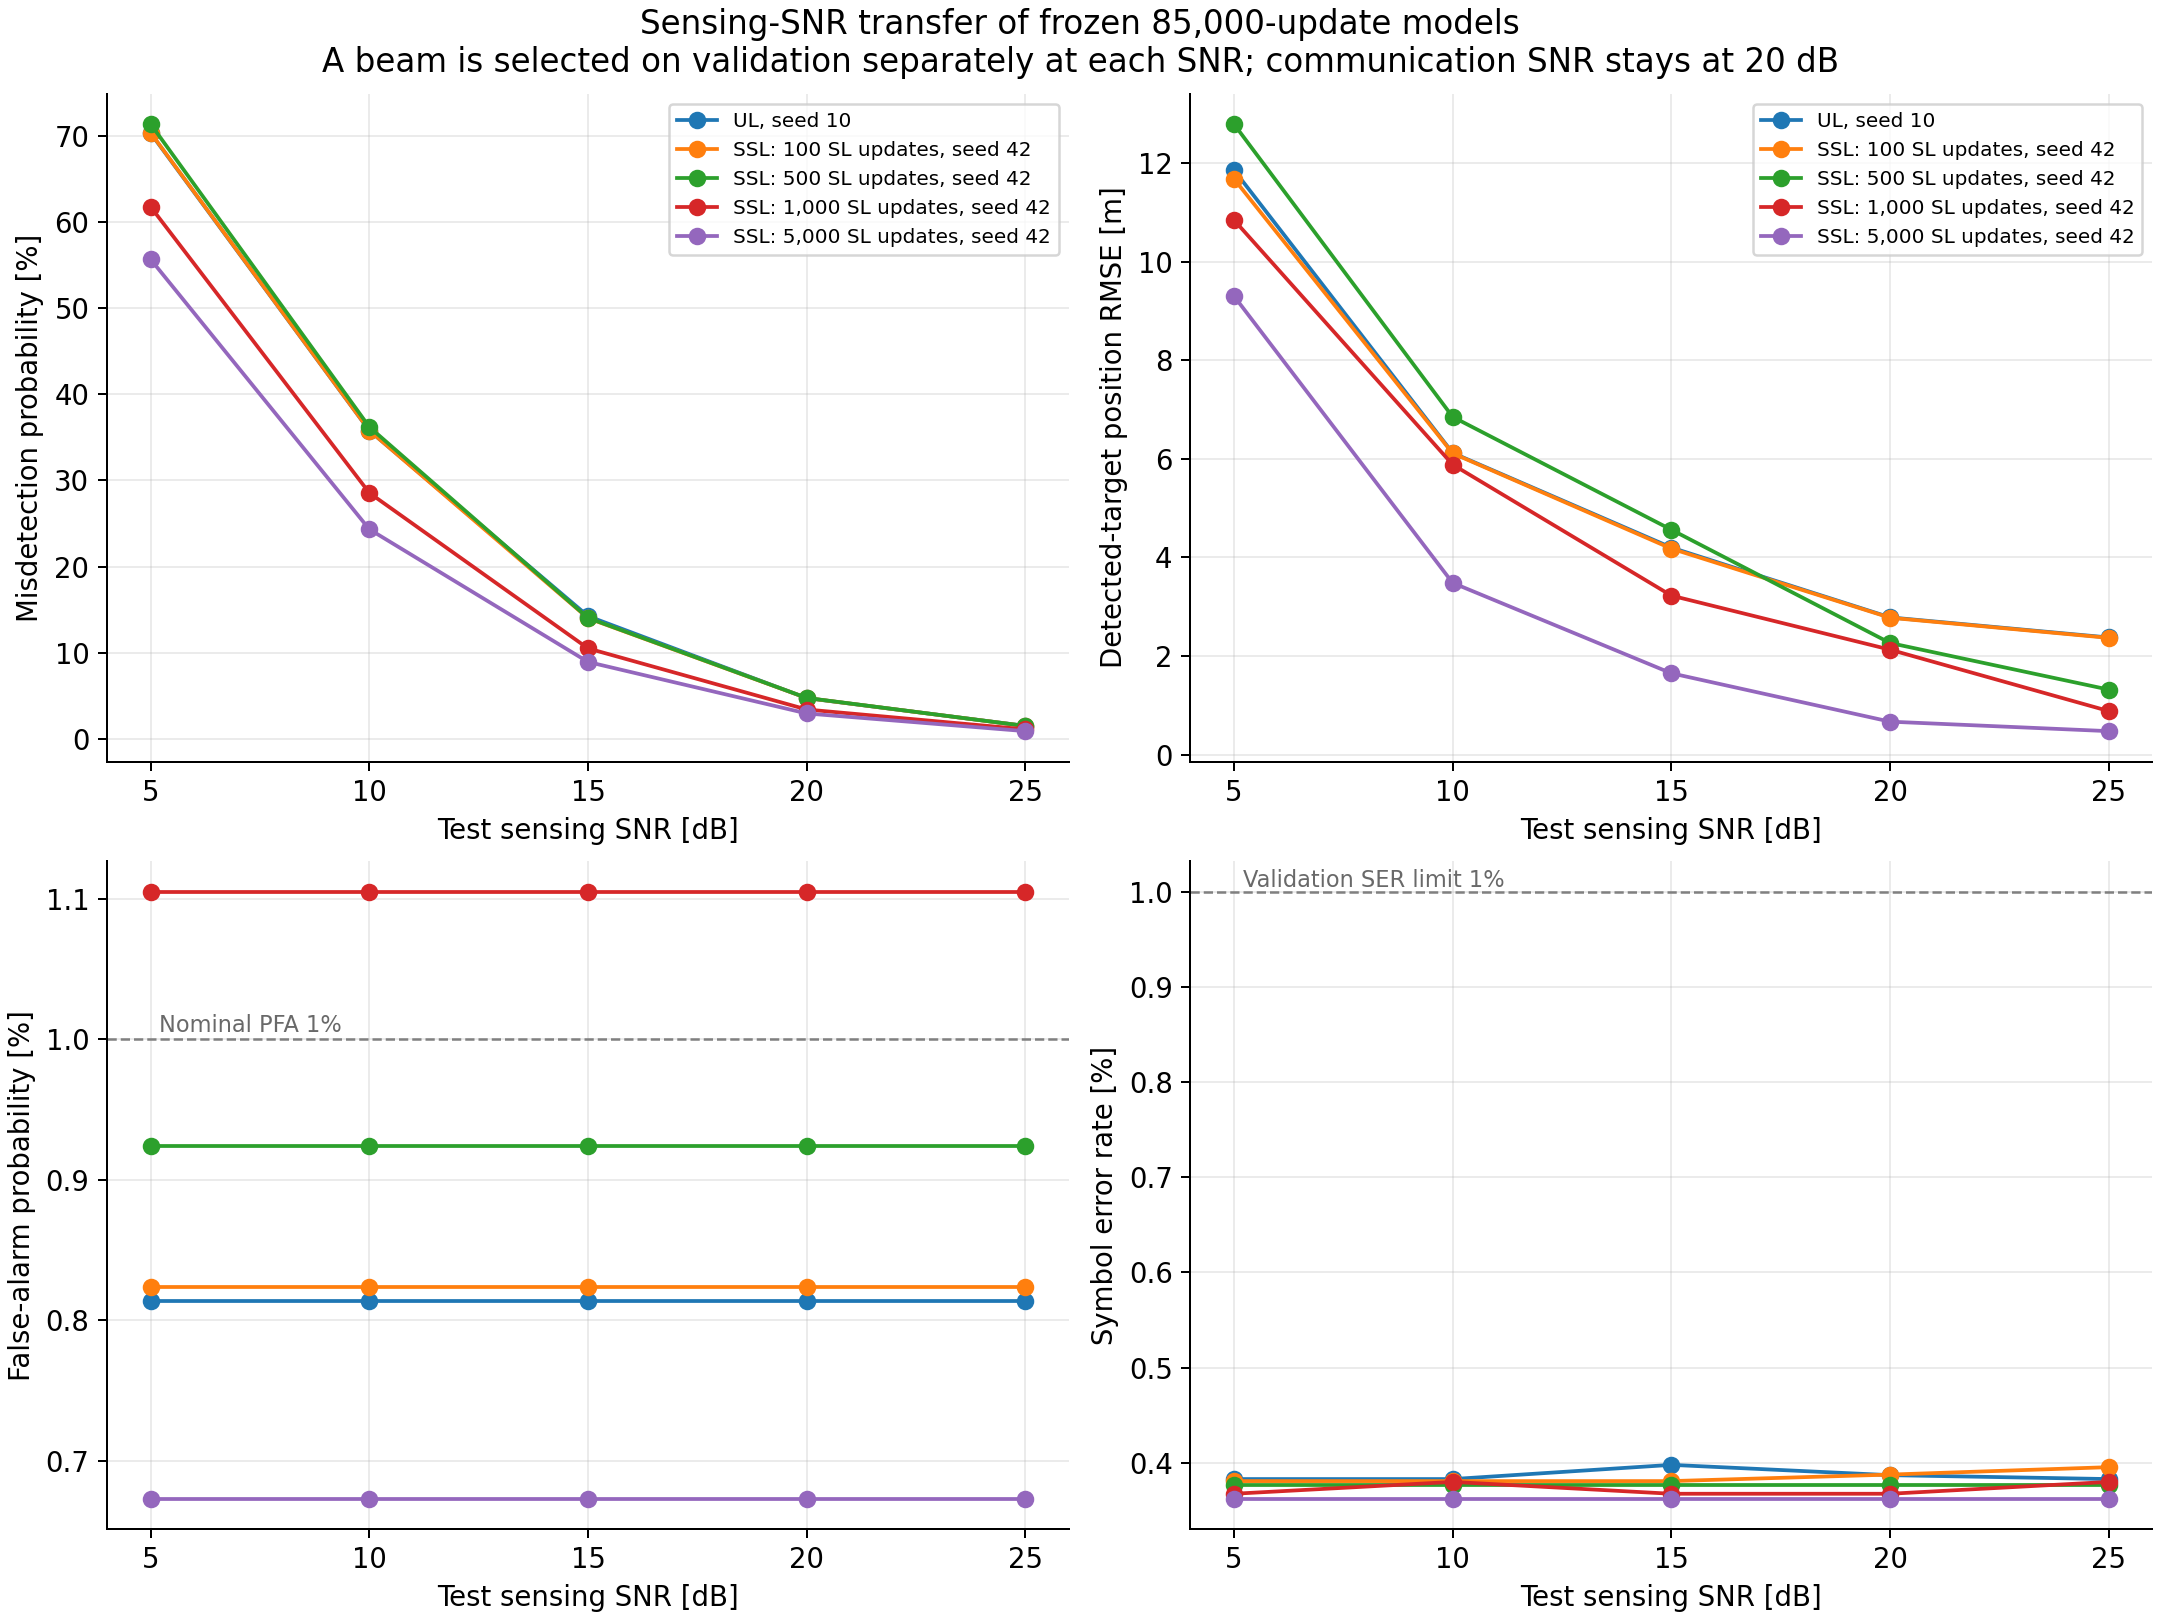 Sensing-SNR transfer of frozen 85,000-update models
A beam is selected on validation separately at each SNR; communication SNR stays at 20 dB
Misdetection probability [%]
70
60
50
40
30
20
10
0
UL, seed 10
SSL: 100 SL updates, seed 42
SSL: 500 SL updates, seed 42
SSL: 1,000 SL updates, seed 42
SSL: 5,000 SL updates, seed 42
5 10 15 20 25
Test sensing SNR [dB]
Detected-target position RMSE [m]
12
10
8
6
4
2
0
UL, seed 10
SSL: 100 SL updates, seed 42
SSL: 500 SL updates, seed 42
SSL: 1,000 SL updates, seed 42
SSL: 5,000 SL updates, seed 42
5 10 15 20 25
Test sensing SNR [dB]
False-alarm probability [%]
1.1
1.0
0.9
0.8
0.7
Nominal PFA 1%
5 10 15 20 25
Test sensing SNR [dB]
Symbol error rate [%]
1.0
0.9
0.8
0.7
0.6
0.5
0.4
Validation SER limit 1%
5 10 15 20 25
Test sensing SNR [dB]